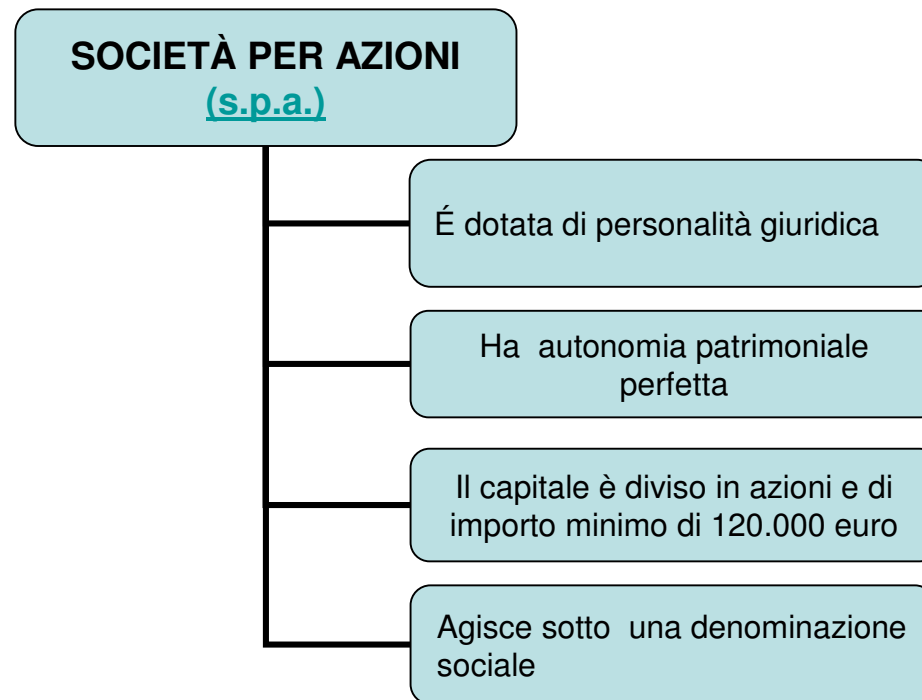 SOCIETÀ PER AZIONI
(s.p.a.)
É dotata di personalità giuridica
Ha autonomia patrimoniale
perfetta
Il capitale è diviso in azioni e di
importo minimo di 120.000 euro
Agisce sotto una denominazione
sociale